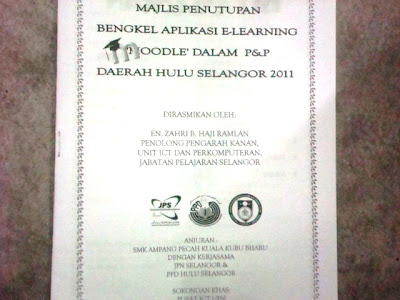 MAJLIS PENUTUPAN
BENGKEL APLIKASI E-LEARNING
'MOODLE' DALAM P&P
DAERAH HULU SELANGOR 2011
DIRASMIKAN OLEH:
EN. ZAHRI B. HAJI RAMLAN
PENOLONG PENGARAH KANAN,
UNIT ICT DAN PERKOMPUTERAN,
JABATAN PELAJARAN SELANGOR
JPS
ANJURAN :
SMK AMPANG PECAH KUALA KUBU BHARU
DENGAN KERJASAMA
JPN SELANGOR &
PPD HULU SELANGOR
SOKONGAN KHAS: